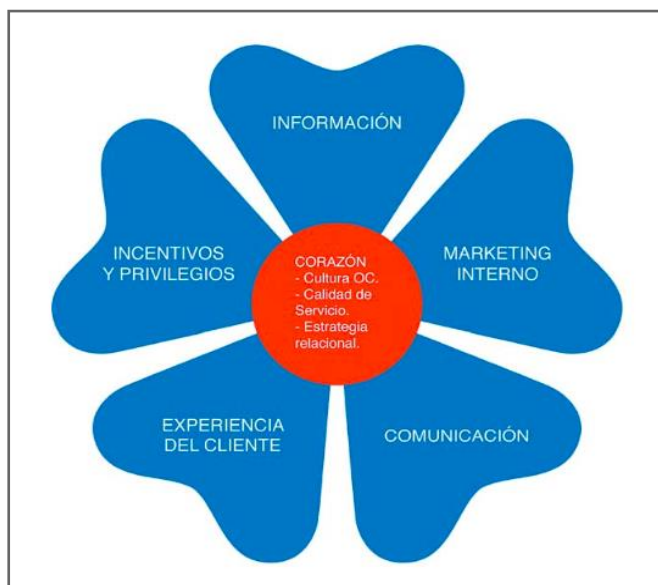 INFORMACIÓN
INCENTIVOS
Y PRIVILEGIOS
CORAZÓN
- Cultura OC.
- Calidad de
Servicio.
- Estrategia
relacional.
MARKETING
INTERNO
EXPERIENCIA
DEL CLIENTE
COMUNICACIÓN